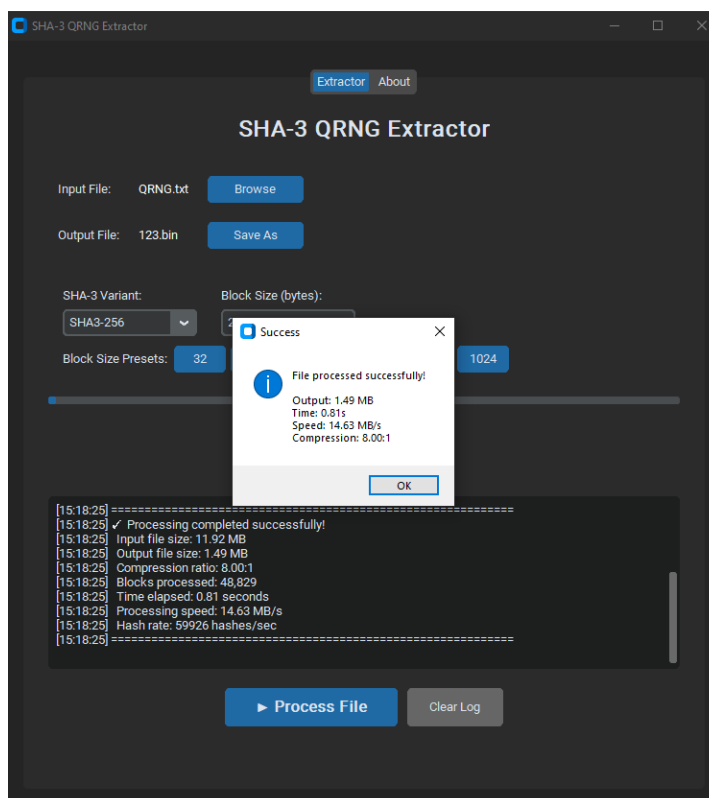 SHA-3 QRNG Extractor
Extractor About
SHA-3 QRNG Extractor
Input File: QRNG.txt Browse
Output File: 123.bin Save As
SHA-3 Variant: Block Size (bytes):
SHA3-256
Block Size Presets: 32 1024
Success
File processed successfully!
Output: 1.49 MB
Time: 0.81s
Speed: 14.63 MB/s
Compression: 8.00:1
OK
[15:18:25] ============================================================
[15:18:25] ✓ Processing completed successfully!
[15:18:25] Input file size: 11.92 MB
[15:18:25] Output file size: 1.49 MB
[15:18:25] Compression ratio: 8.00:1
[15:18:25] Blocks processed: 48,829
[15:18:25] Time elapsed: 0.81 seconds
[15:18:25] Processing speed: 14.63 MB/s
[15:18:25] Hash rate: 59926 hashes/sec
[15:18:25] ============================================================
► Process File Clear Log